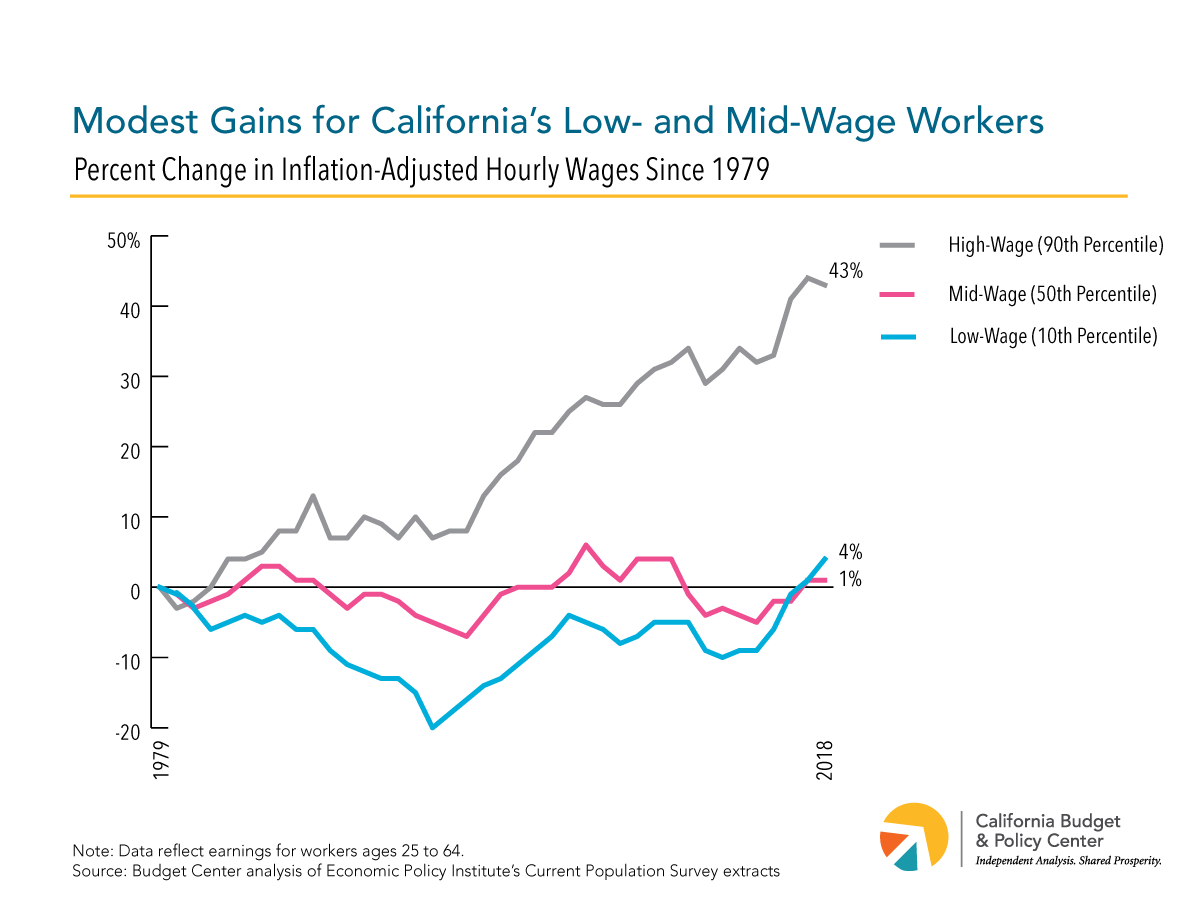 Modest Gains for California’s Low- and Mid-Wage Workers
Percent Change in Inflation-Adjusted Hourly Wages Since 1979
50%
40
30
20
10
0
-10
-20
1979
2018
43%
4%
1%
High-Wage (90th Percentile)
Mid-Wage (50th Percentile)
Low-Wage (10th Percentile)
Note: Data reflect earnings for workers ages 25 to 64.
Source: Budget Center analysis of Economic Policy Institute’s Current Population Survey extracts
California Budget
& Policy Center
Independent Analysis. Shared Prosperity.